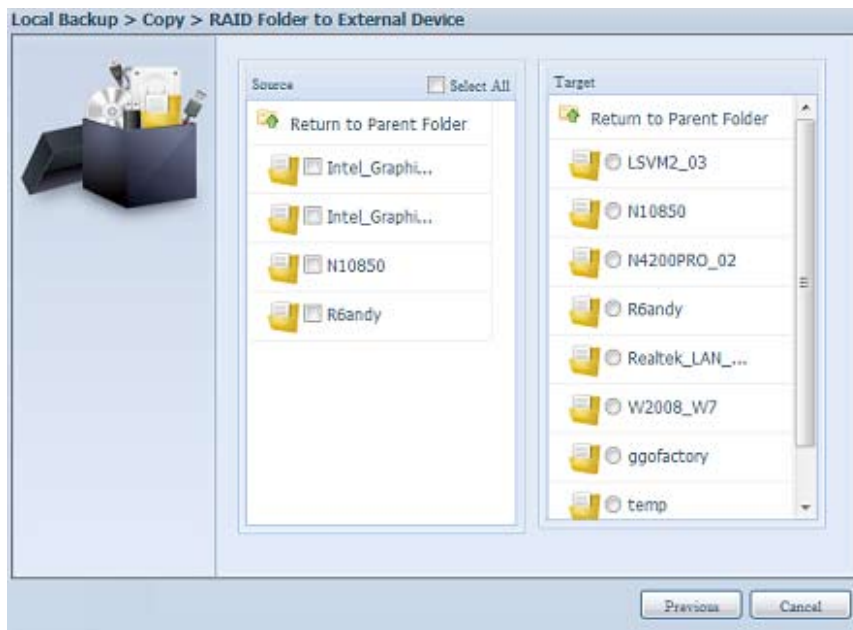 Local Backup > Copy > RAID Folder to External Device
Source
Select All
Return to Parent Folder
Intel_Graphi...
Intel_Graphi...
N10850
R6andy
Target
Return to Parent Folder
LSVM2_03
N10850
N4200PRO_02
R6andy
Realtek_LAN_...
W2008_W7
ggofactory
temp
Previous
Cancel